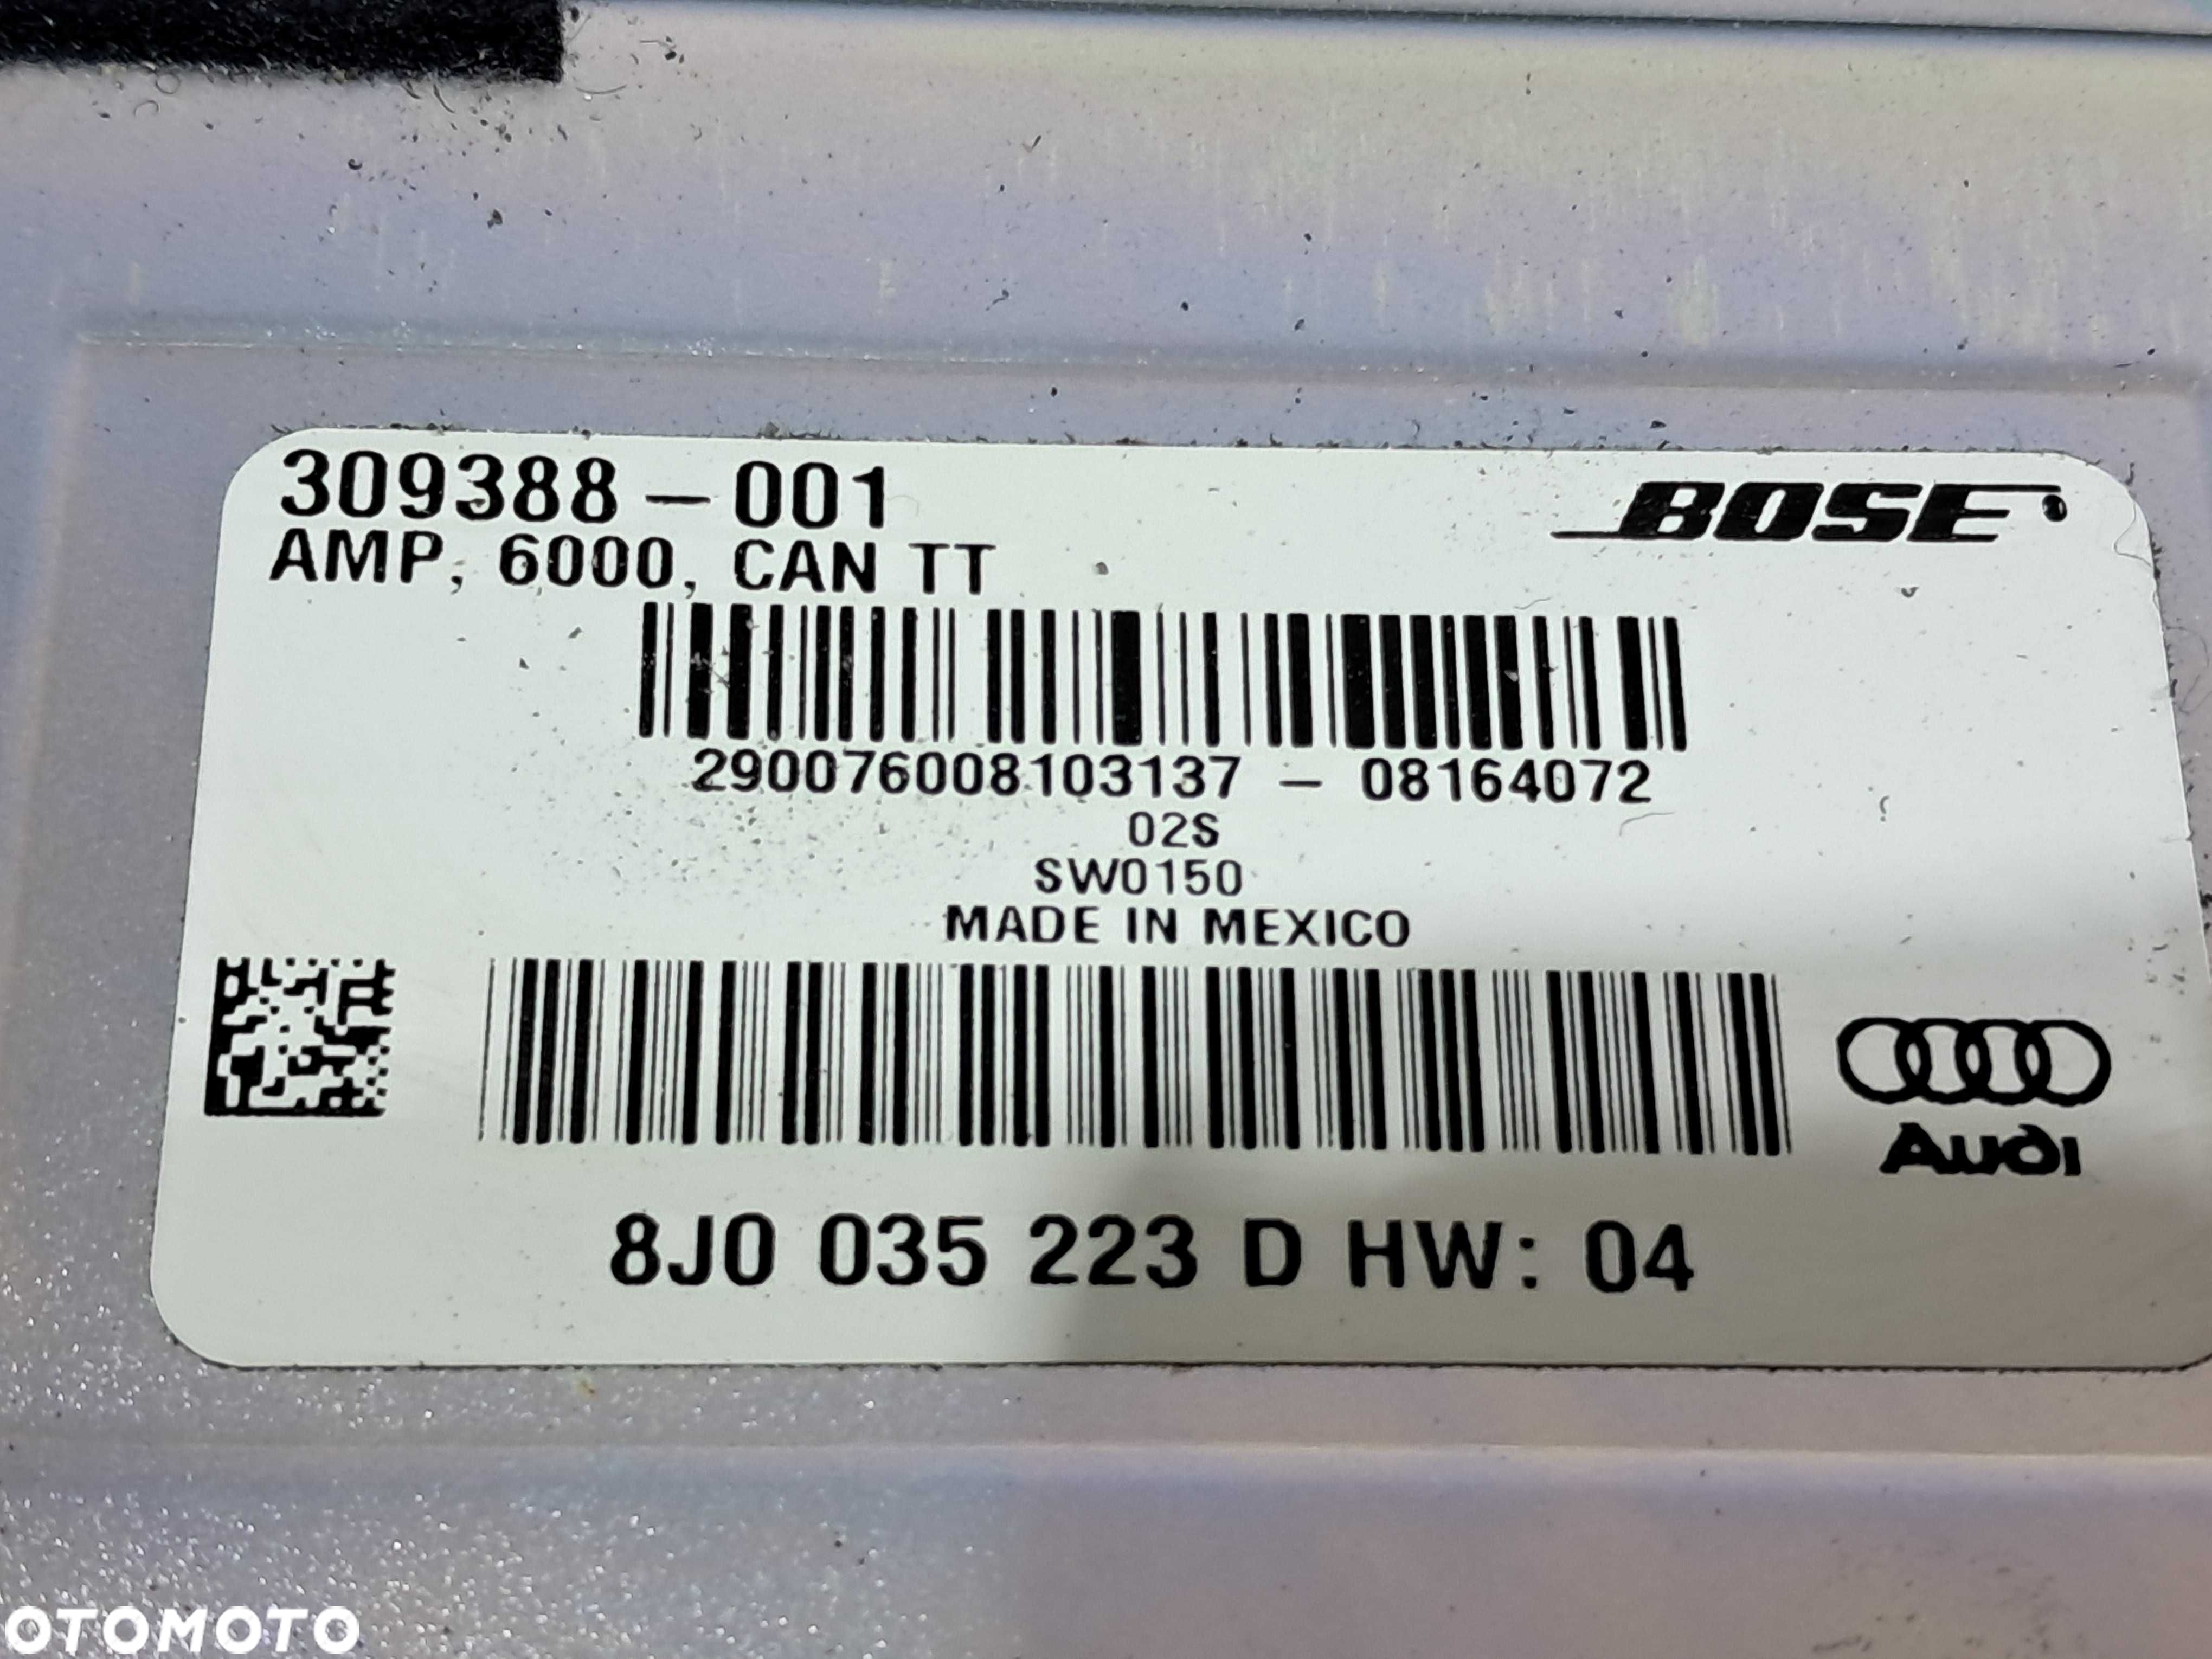 309388-001
BOSE
AMP, 6000, CAN TT
290076008103137 - 08164072
02S
SW0150
MADE IN MEXICO
Audi
8J0 035 223 D HW: 04
OTOMOTO